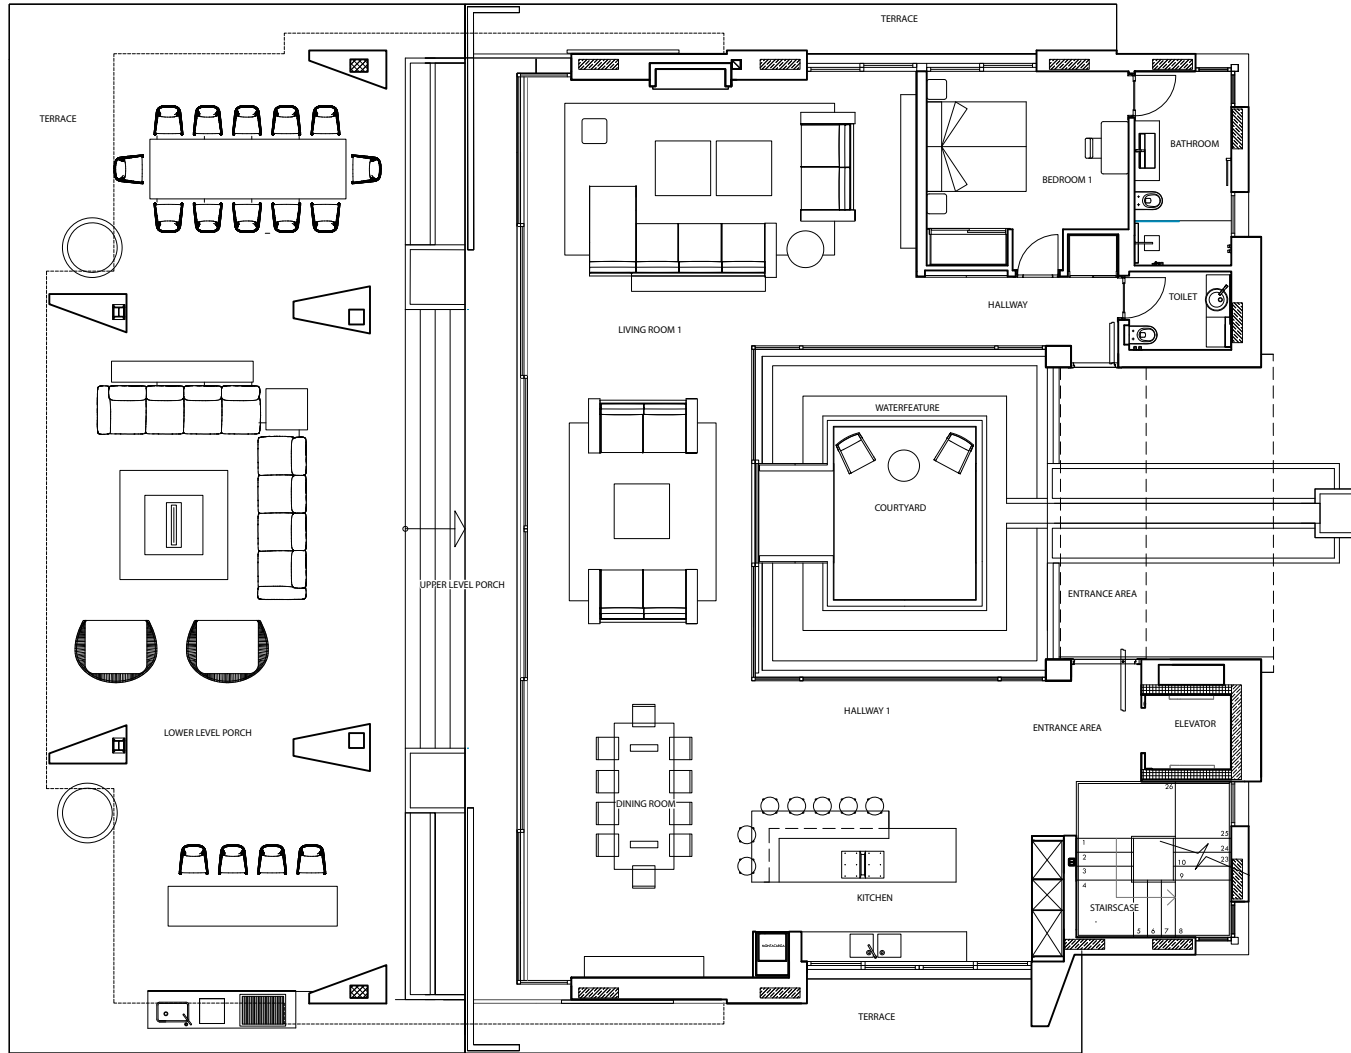 TERRACE
TERRACE
BATHROOM
BEDROOM 1
TOILET
HALLWAY
LIVING ROOM 1
WATERFEATURE
COURTYARD
UPPER LEVEL PORCH
ENTRANCE AREA
HALLWAY 1
ELEVATOR
ENTRANCE AREA
LOWER LEVEL PORCH
26
DINING ROOM
25
1
24
2
10
23
3
9
4
KITCHEN
STAIRSCASE
5 6 7 8
TERRACE